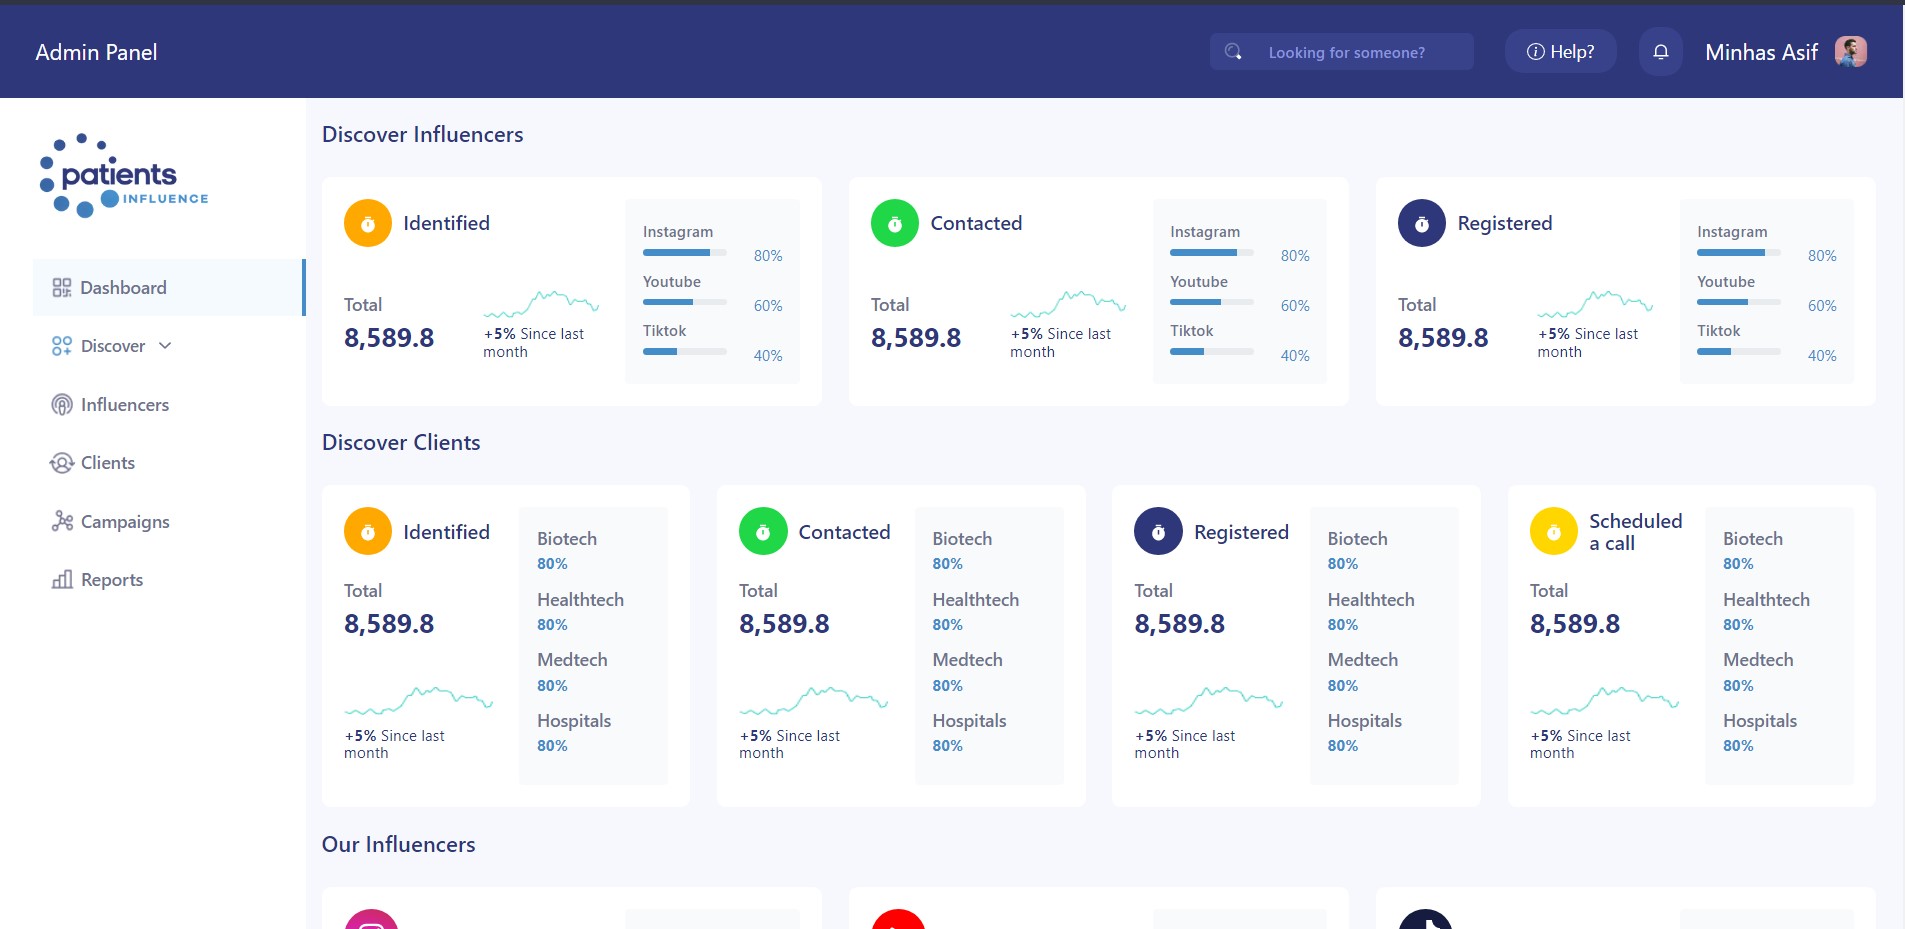 Admin Panel
Looking for someone?
Help?
Minhas Asif
patients
INFLUENCE
Dashboard
Discover
Influencers
Clients
Campaigns
Reports
Discover Influencers
Identified
Total
8,589.8
+5% Since last
month
Instagram
80%
Youtube
60%
Tiktok
40%
Contacted
Total
8,589.8
+5% Since last
month
Instagram
80%
Youtube
60%
Tiktok
40%
Registered
Total
8,589.8
+5% Since last
month
Instagram
80%
Youtube
60%
Tiktok
40%
Discover Clients
Identified
Total
8,589.8
+5% Since last
month
Biotech
80%
Healthtech
80%
Medtech
80%
Hospitals
80%
Contacted
Total
8,589.8
+5% Since last
month
Biotech
80%
Healthtech
80%
Medtech
80%
Hospitals
80%
Registered
Total
8,589.8
+5% Since last
month
Biotech
80%
Healthtech
80%
Medtech
80%
Hospitals
80%
Scheduled
a call
Total
8,589.8
+5% Since last
month
Biotech
80%
Healthtech
80%
Medtech
80%
Hospitals
80%
Our Influencers